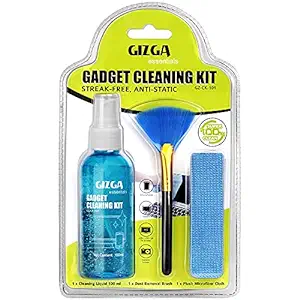 GIZGA
essentials
GADGET CLEANING KIT
STREAK-FREE, ANTI-STATIC
GZ-CK-101
100%
GIZGA
essentials
GADGET
CLEANING KIT
1 x Cleaning Liquid 100 ml
1 x Dust Removal Brush
1 x Plush Microfiber Cloth